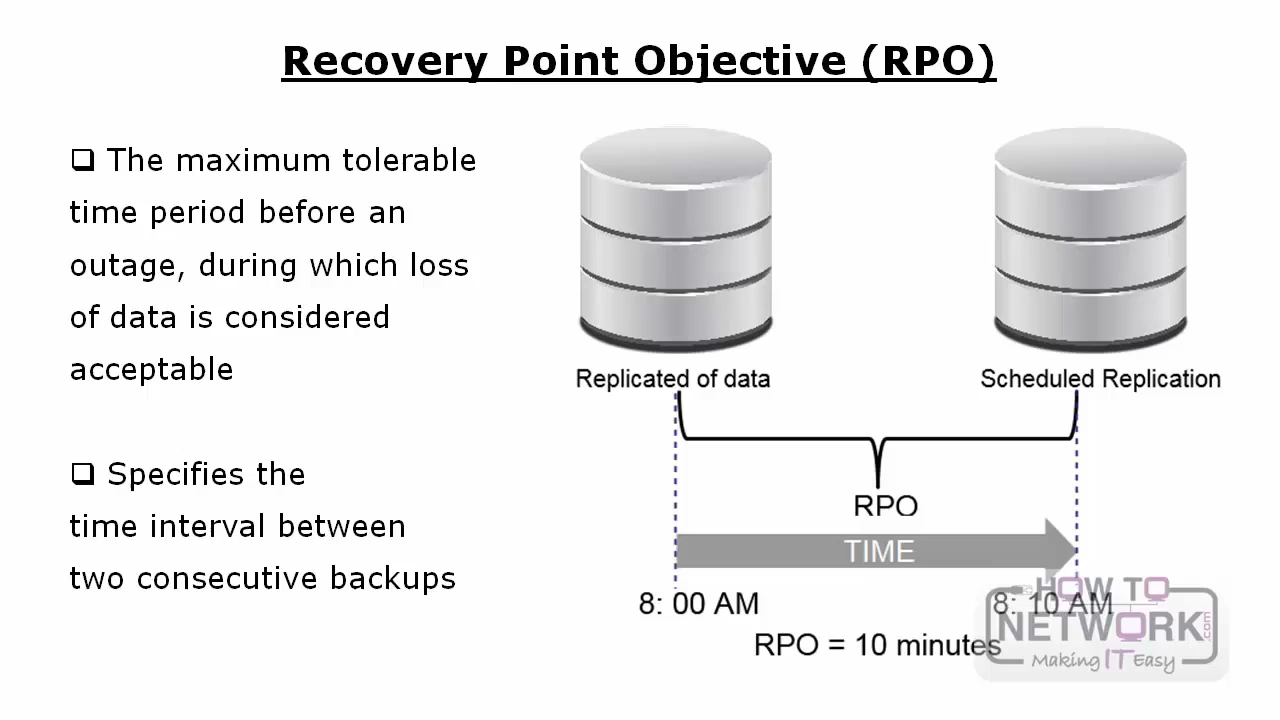 Recovery Point Objective (RPO)
❑ The maximum tolerable
time period before an
outage, during which loss
of data is considered
acceptable
❑ Specifies the
time interval between
two consecutive backups
Replicated of data
Scheduled Replication
RPO
TIME
8: 00 AM
8: 10 AM
RPO = 10 minutes
HOW TO
NETWORK.com
Making IT Easy